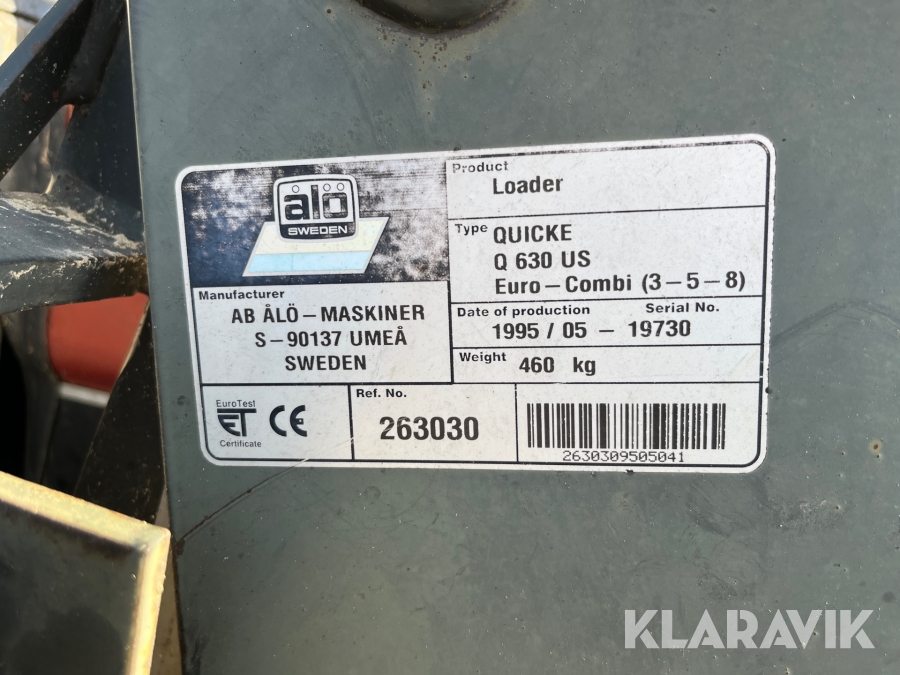 ålö
SWEDEN
Product
Loader
Type QUICKE
Q 630 US
Euro-Combi (3-5-8)
Manufacturer
AB ÅLÖ-MASKINER
S-90137 UMEÅ
SWEDEN
Date of production Serial No.
1995 / 05 - 19730
Weight 460 kg
EuroTest
ET CE
Certificate
Ref. No.
263030
2630309505041
KLARAVIK